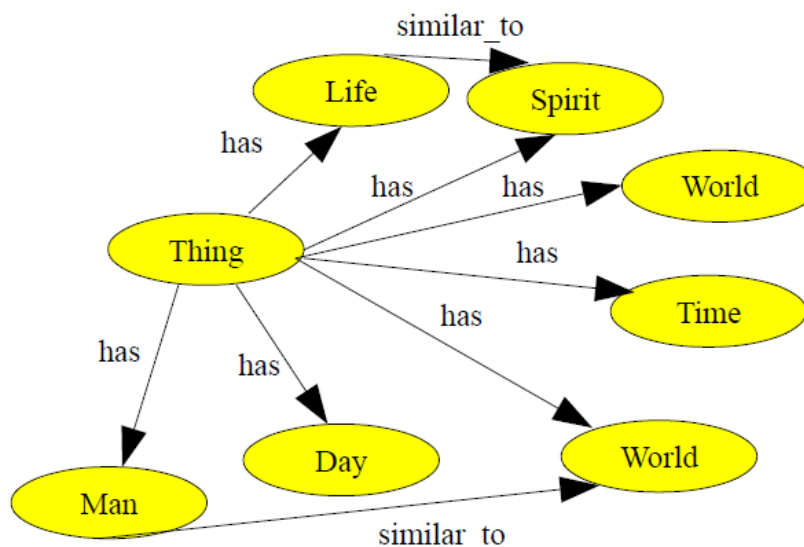 similar_to
Life
Spirit
has
has
has
World
Thing
has
Time
has
has
has
Day
World
Man
similar_to